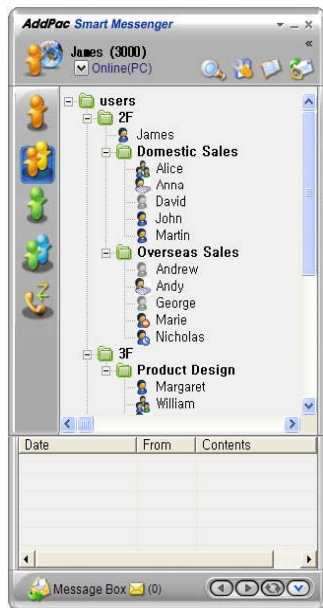 AddPac Smart Messenger
James (3000)
Online(PC)
users
2F
James
Domestic Sales
Alice
Anna
David
John
Martin
Overseas Sales
Andrew
Andy
George
Marie
Nicholas
3F
Product Design
Margaret
William
Date From Contents
Message Box (0)